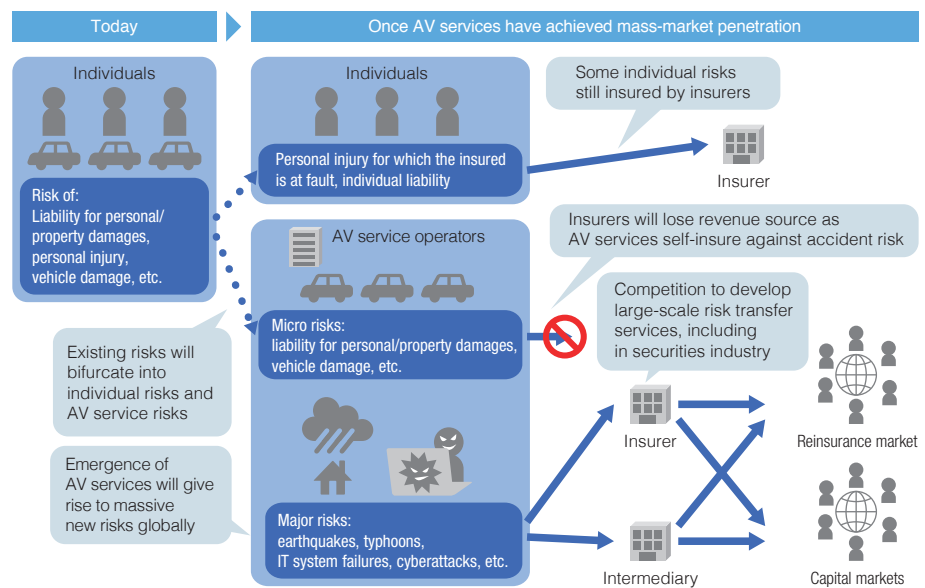 Today
Once AV services have achieved mass-market penetration
Individuals
Risk of:
Liability for personal/
property damages,
personal injury,
vehicle damage, etc.
Existing risks will
bifurcate into
individual risks and
AV service risks
Emergence of
AV services will give
rise to massive
new risks globally
Individuals
Personal injury for which the insured
is at fault, individual liability
Some individual risks
still insured by insurers
Insurer
AV service operators
Micro risks:
liability for personal/property damages,
vehicle damage, etc.
Insurers will lose revenue source as
AV services self-insure against accident risk
Competition to develop
large-scale risk transfer
services, including
in securities industry
Major risks:
earthquakes, typhoons,
IT system failures, cyberattacks, etc.
Insurer
Intermediary
Reinsurance market
Capital markets